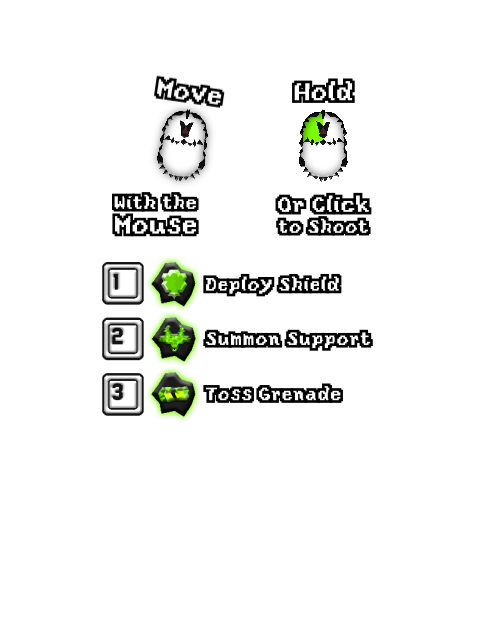 Move
With the
Mouse
Hold
Or Click
to Shoot
1 Deploy Shield
2 Summon Support
3 Toss Grenade